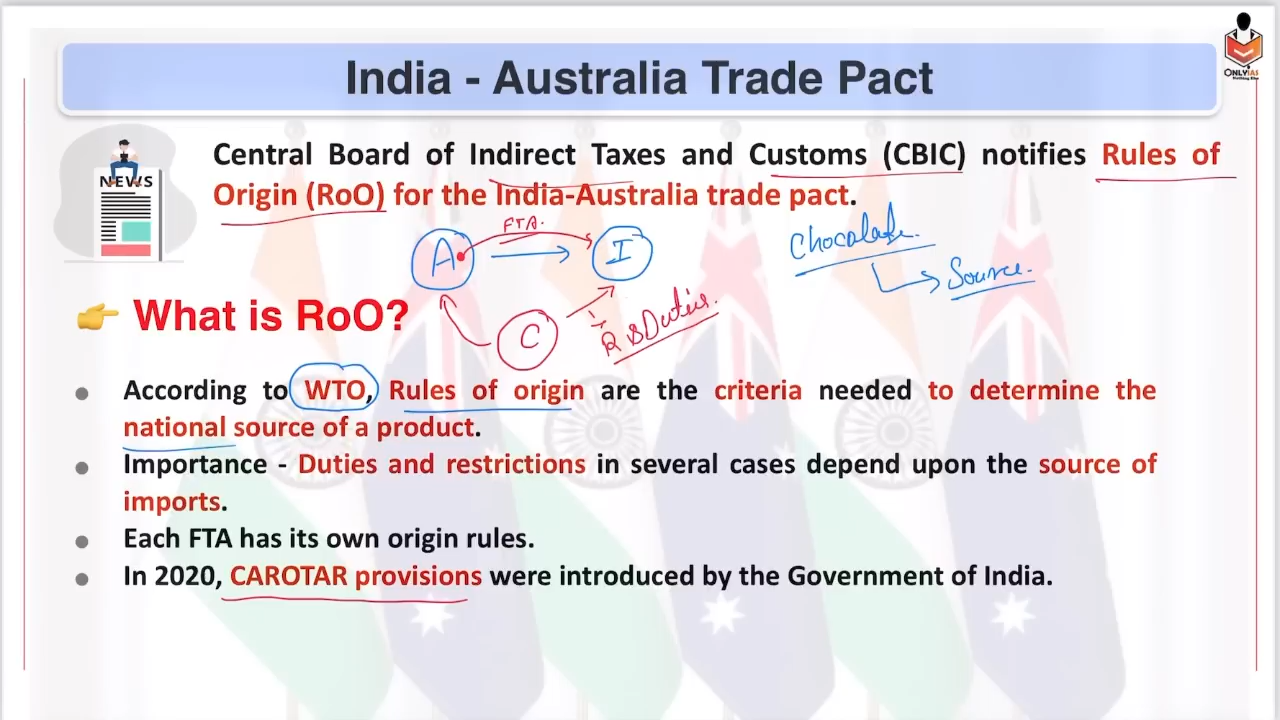 India - Australia Trade Pact
ONLYIAS
Nothing Else
NEWS
Central Board of Indirect Taxes and Customs (CBIC) notifies Rules of
Origin (RoO) for the India-Australia trade pact.
FTA.
A
I
Chocolate.
Source.
C
Duties.
👉 What is RoO?
● According to WTO, Rules of origin are the criteria needed to determine the
national source of a product.
● Importance - Duties and restrictions in several cases depend upon the source of
imports.
● Each FTA has its own origin rules.
● In 2020, CAROTAR provisions were introduced by the Government of India.